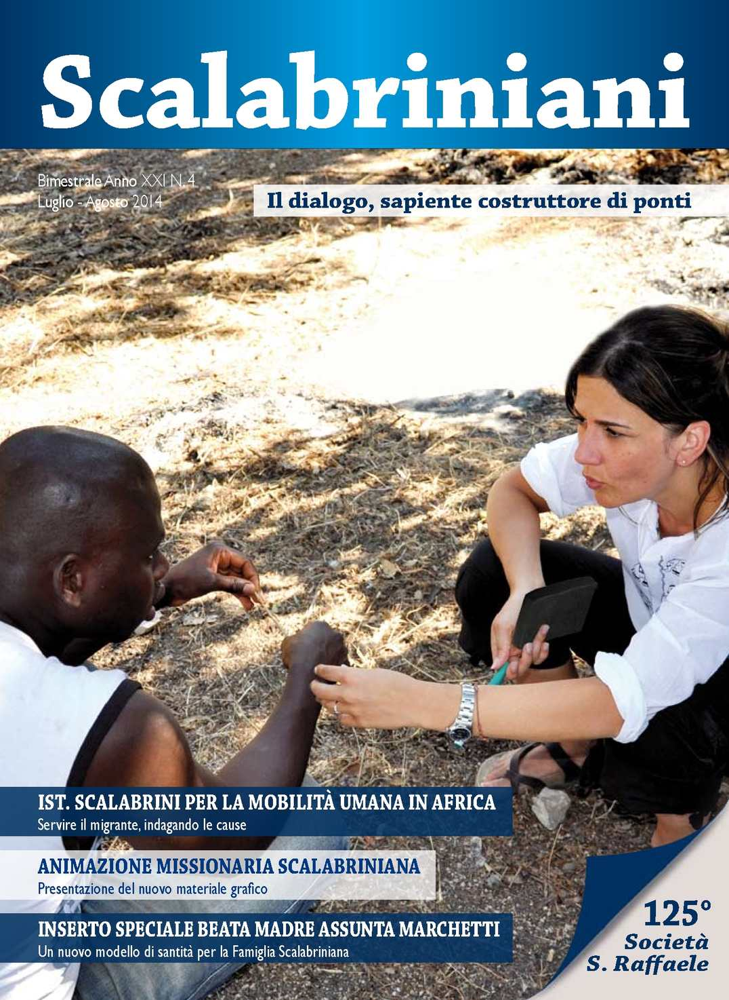 Scalabriniani
Bimestrale Anno XXI N. 4
Luglio - Agosto 2014
Il dialogo, sapiente costruttore di ponti
IST. SCALABRINI PER LA MOBILITÀ UMANA IN AFRICA
Servire il migrante, indagando le cause
ANIMAZIONE MISSIONARIA SCALABRINIANA
Presentazione del nuovo materiale grafico
INSERTO SPECIALE BEATA MADRE ASSUNTA MARCHETTI
Un nuovo modello di santità per la Famiglia Scalabriniana
125°
Società
S. Raffaele